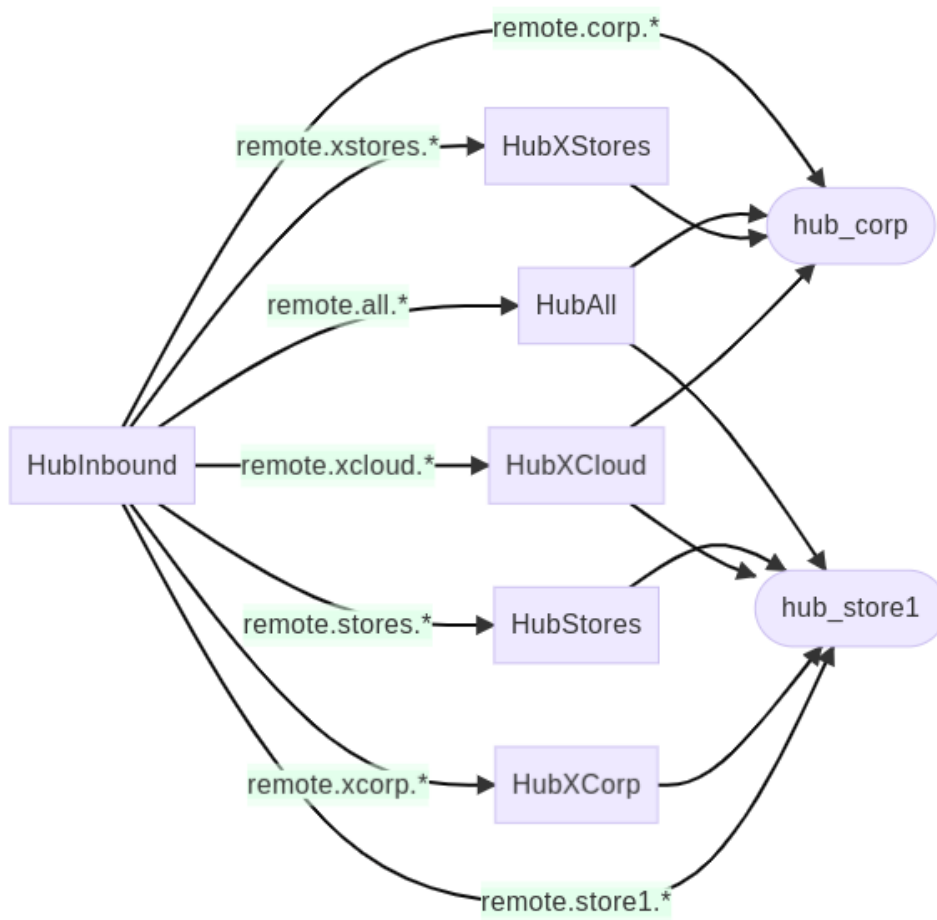 remote.corp.*
remote.xstores.*
HubXStores
hub_corp
remote.all.*
HubAll
HubInbound
remote.xcloud.*
HubXCloud
remote.stores.*
HubStores
hub_store1
remote.xcorp.*
HubXCorp
remote.store1.*